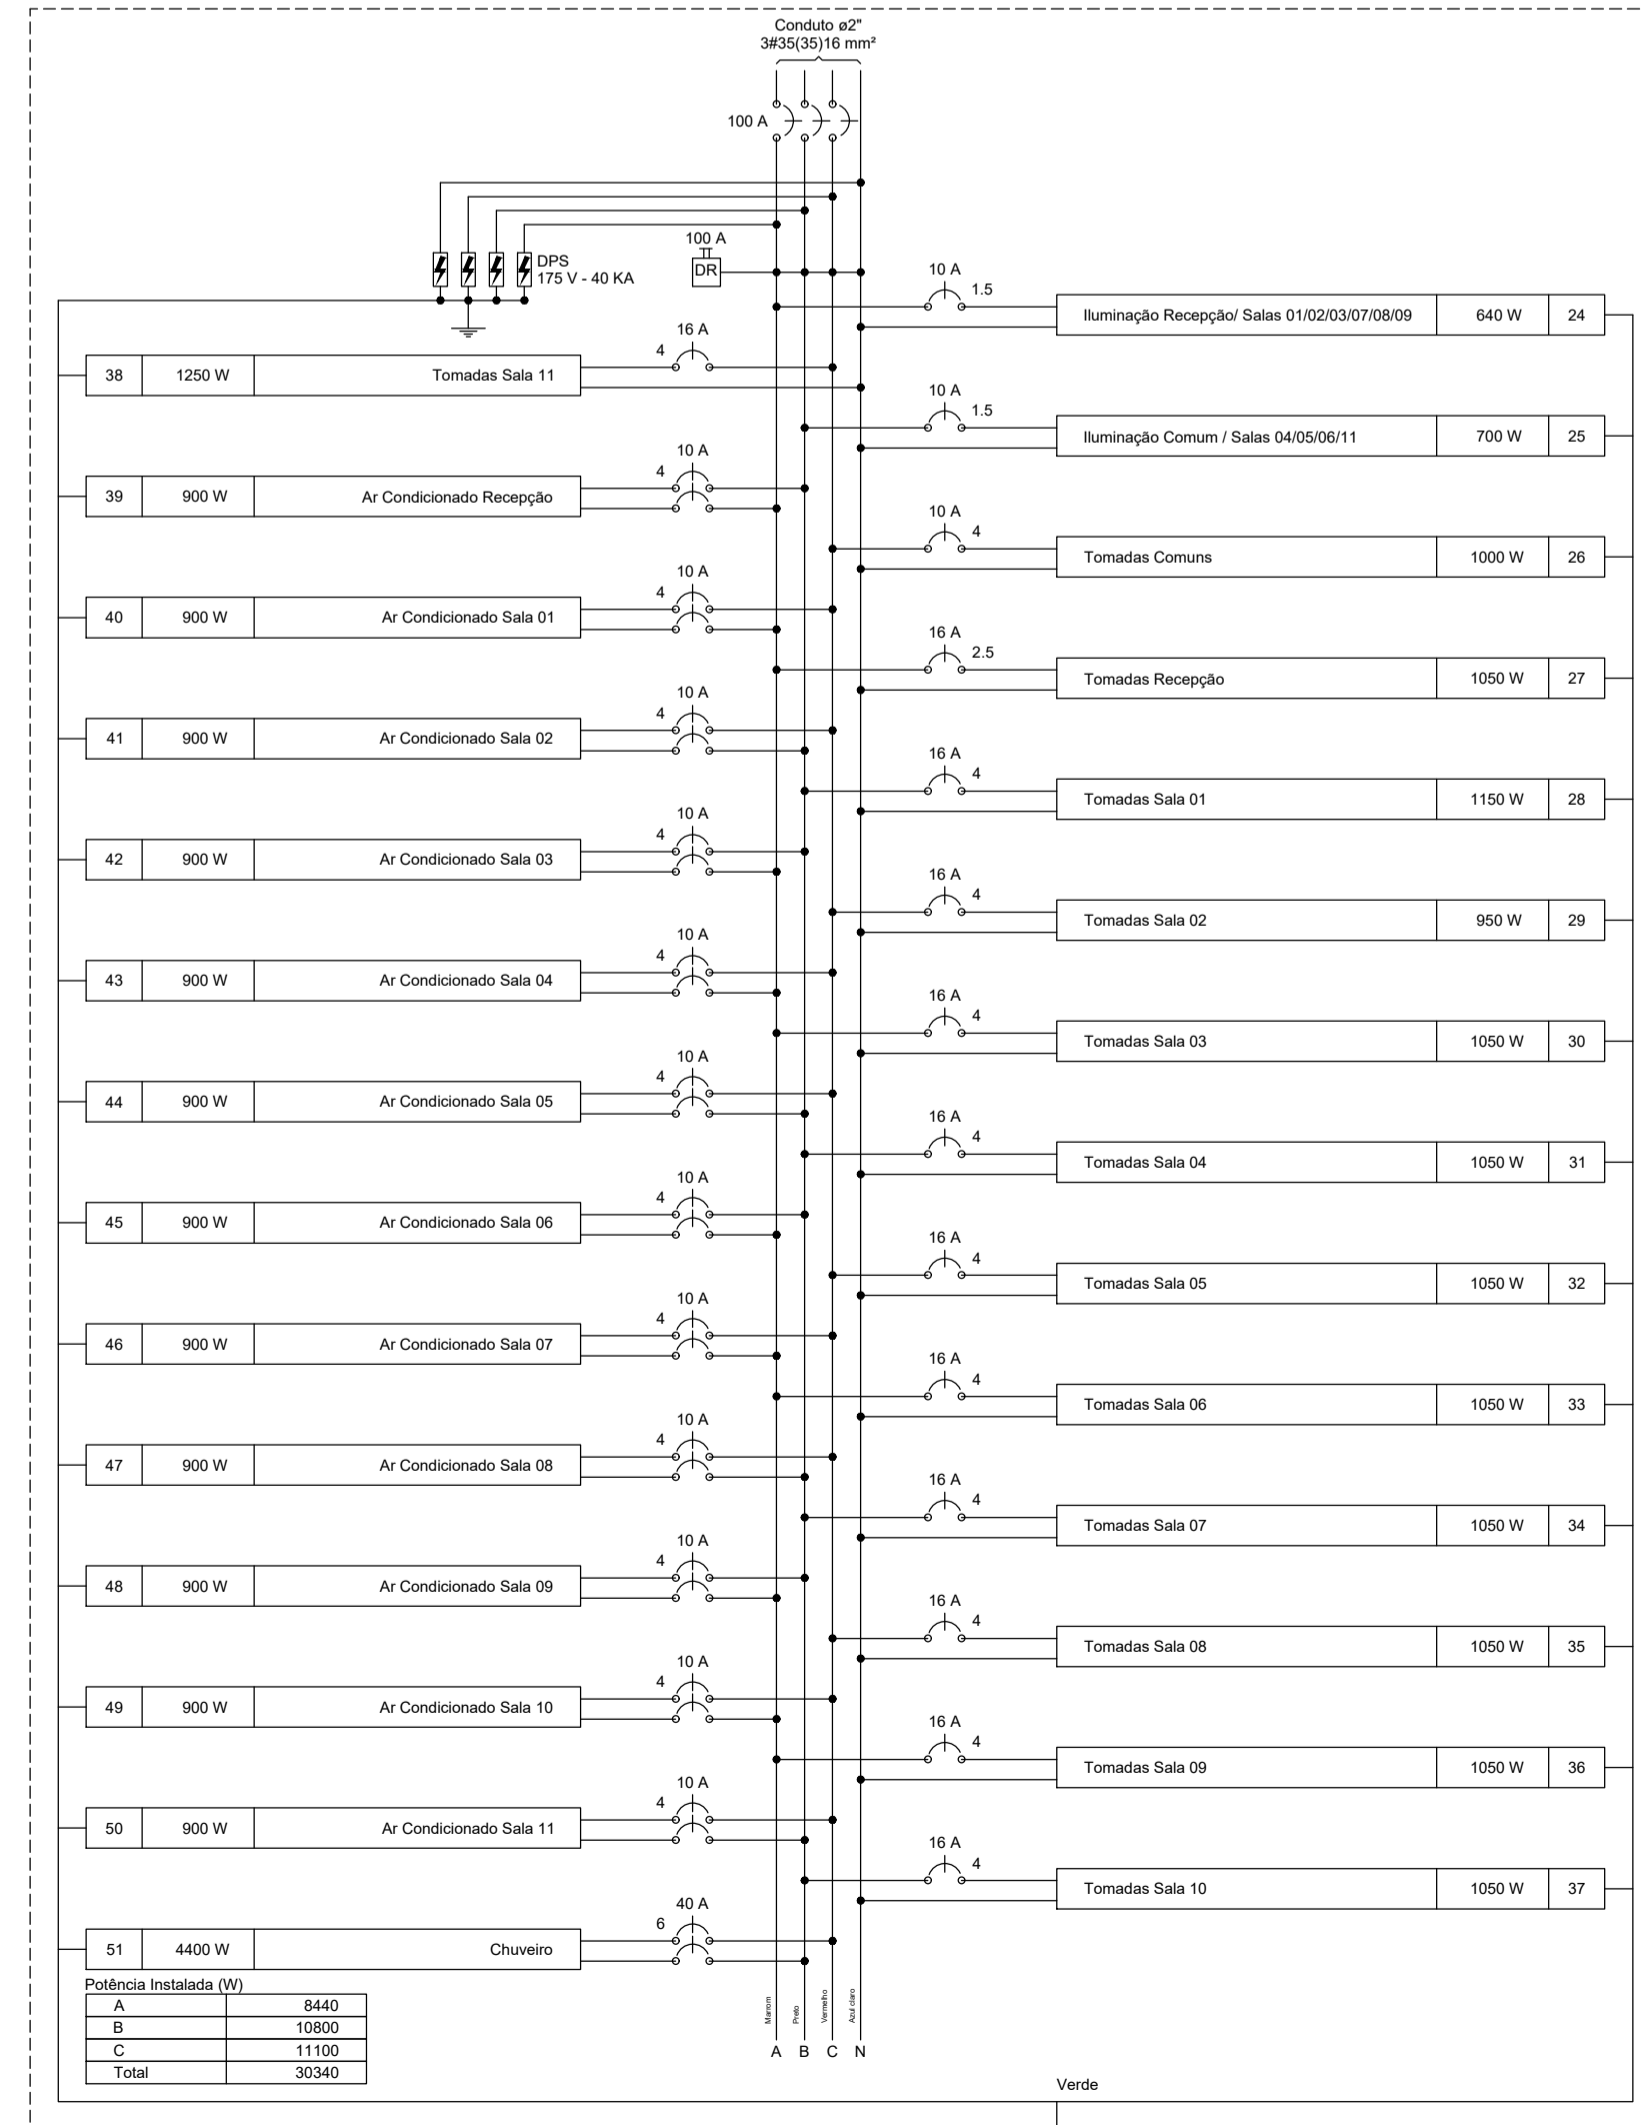 Conduto ø2"
3#35(35)16 mm²
100 A
DPS
175 V - 40 KA
100 A
DR
10 A
1.5
Iluminação Recepção/ Salas 01/02/03/07/08/09 640 W 24
16 A
4
38 1250 W Tomadas Sala 11
10 A
1.5
Iluminação Comum / Salas 04/05/06/11 700 W 25
10 A
4
39 900 W Ar Condicionado Recepção
10 A
4
Tomadas Comuns 1000 W 26
10 A
4
40 900 W Ar Condicionado Sala 01
16 A
2.5
Tomadas Recepção 1050 W 27
10 A
4
41 900 W Ar Condicionado Sala 02
16 A
4
Tomadas Sala 01 1150 W 28
10 A
4
42 900 W Ar Condicionado Sala 03
16 A
4
Tomadas Sala 02 950 W 29
10 A
4
43 900 W Ar Condicionado Sala 04
16 A
4
Tomadas Sala 03 1050 W 30
10 A
4
44 900 W Ar Condicionado Sala 05
16 A
4
Tomadas Sala 04 1050 W 31
10 A
4
45 900 W Ar Condicionado Sala 06
16 A
4
Tomadas Sala 05 1050 W 32
10 A
4
46 900 W Ar Condicionado Sala 07
16 A
4
Tomadas Sala 06 1050 W 33
10 A
4
47 900 W Ar Condicionado Sala 08
16 A
4
Tomadas Sala 07 1050 W 34
10 A
4
48 900 W Ar Condicionado Sala 09
16 A
4
Tomadas Sala 08 1050 W 35
10 A
4
49 900 W Ar Condicionado Sala 10
16 A
4
Tomadas Sala 09 1050 W 36
10 A
4
50 900 W Ar Condicionado Sala 11
16 A
4
Tomadas Sala 10 1050 W 37
40 A
6
51 4400 W Chuveiro
Potência Instalada (W)
A 8440
B 10800
C 11100
Total 30340
Marrom
Preto
Vermelho
Azul claro
A B C N
Verde